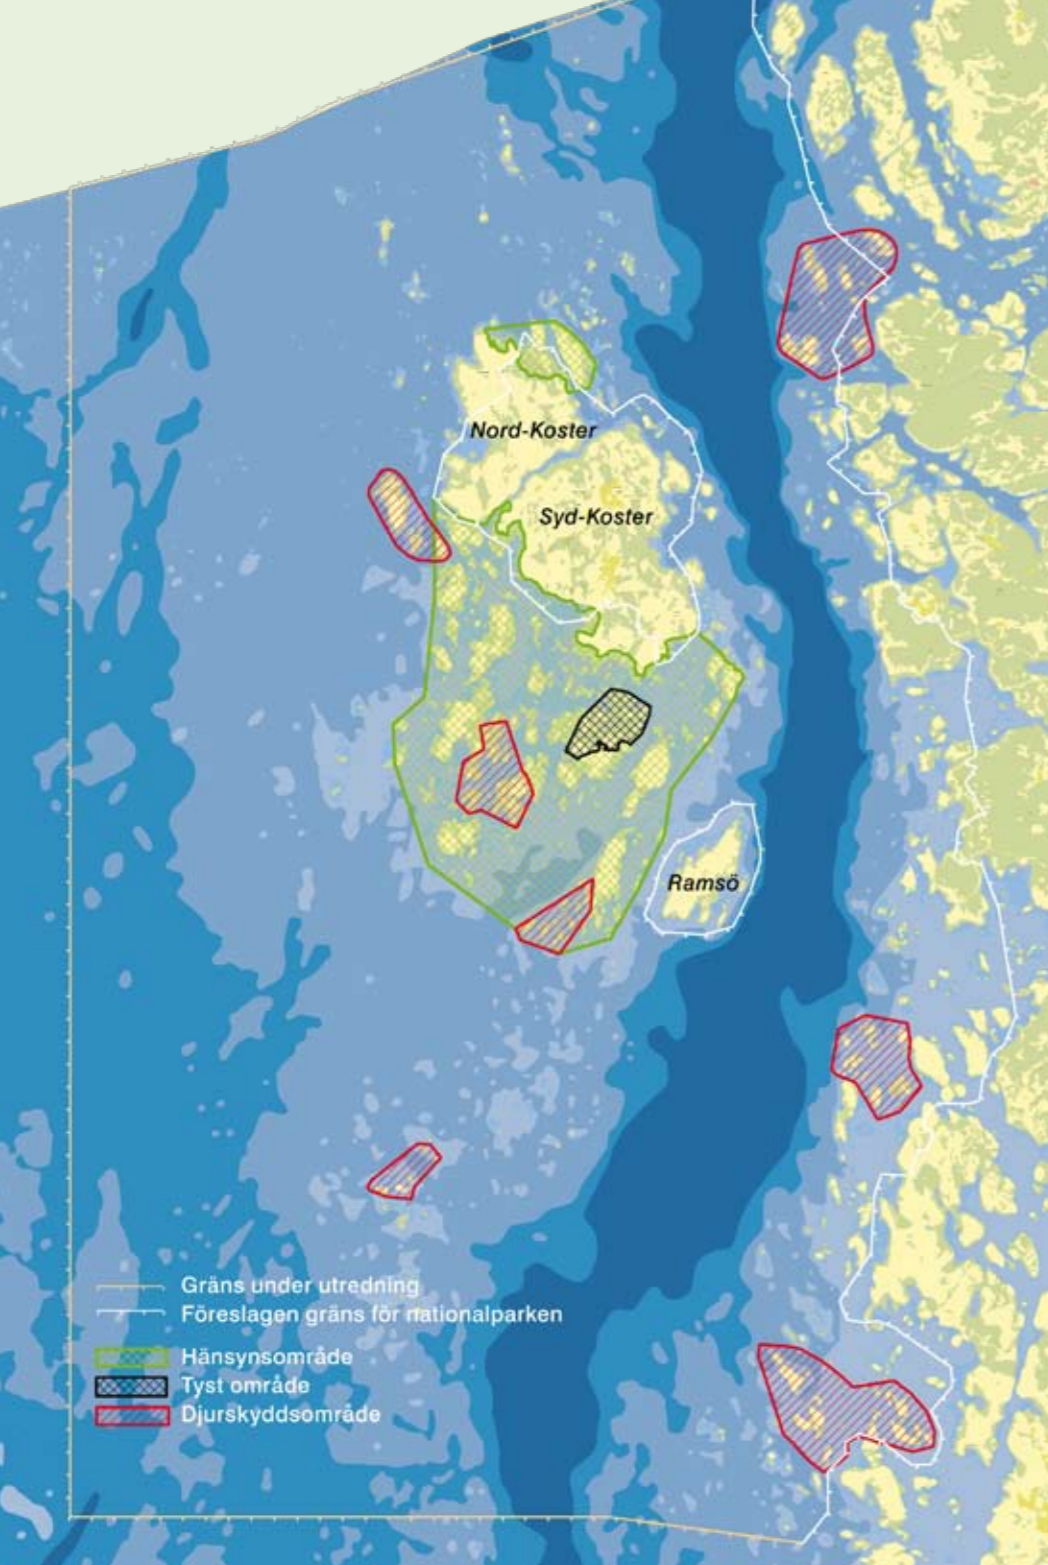 Nord-Koster
Syd-Koster
Ramsö
Gräns under utredning
Föreslagen gräns för nationalparken
Hänsynsområde
Tyst område
Djurskyddsområde